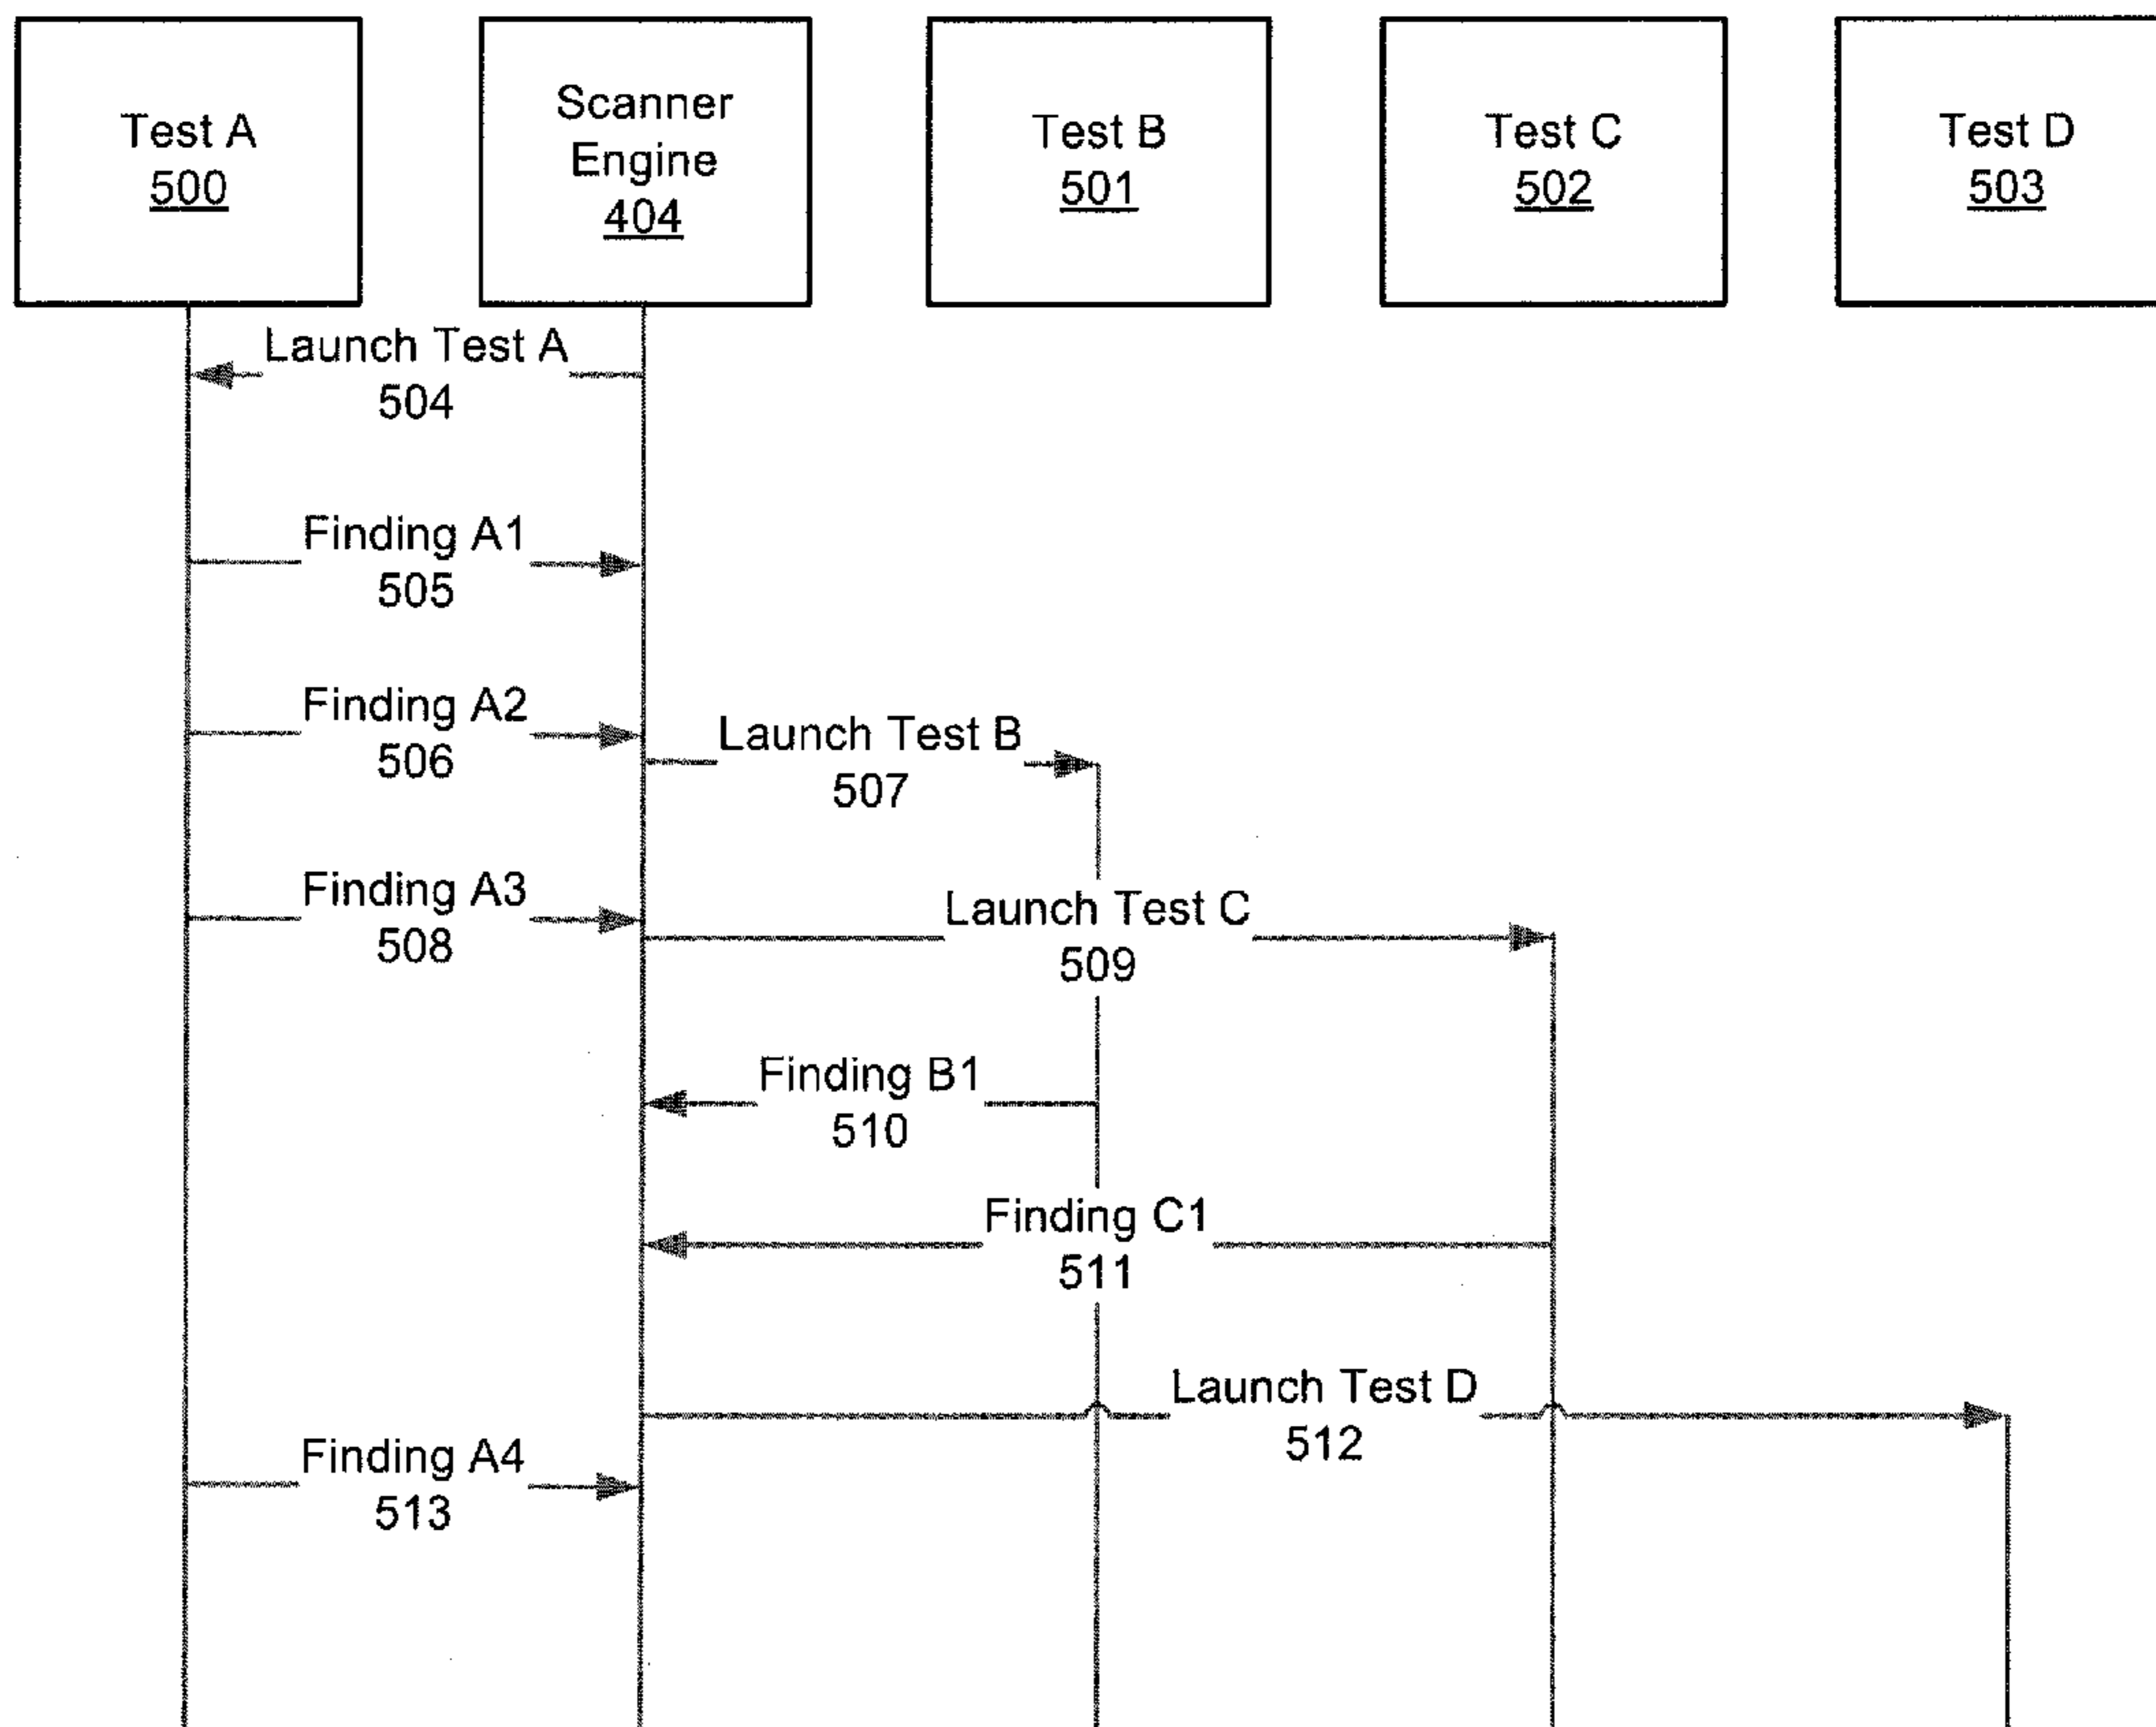 Test A
500
Scanner
Engine
404
Test B
501
Test C
502
Test D
503
Launch Test A
504
Finding A1
505
Finding A2
506
Launch Test B
507
Finding A3
508
Launch Test C
509
Finding B1
510
Finding C1
511
Launch Test D
512
Finding A4
513